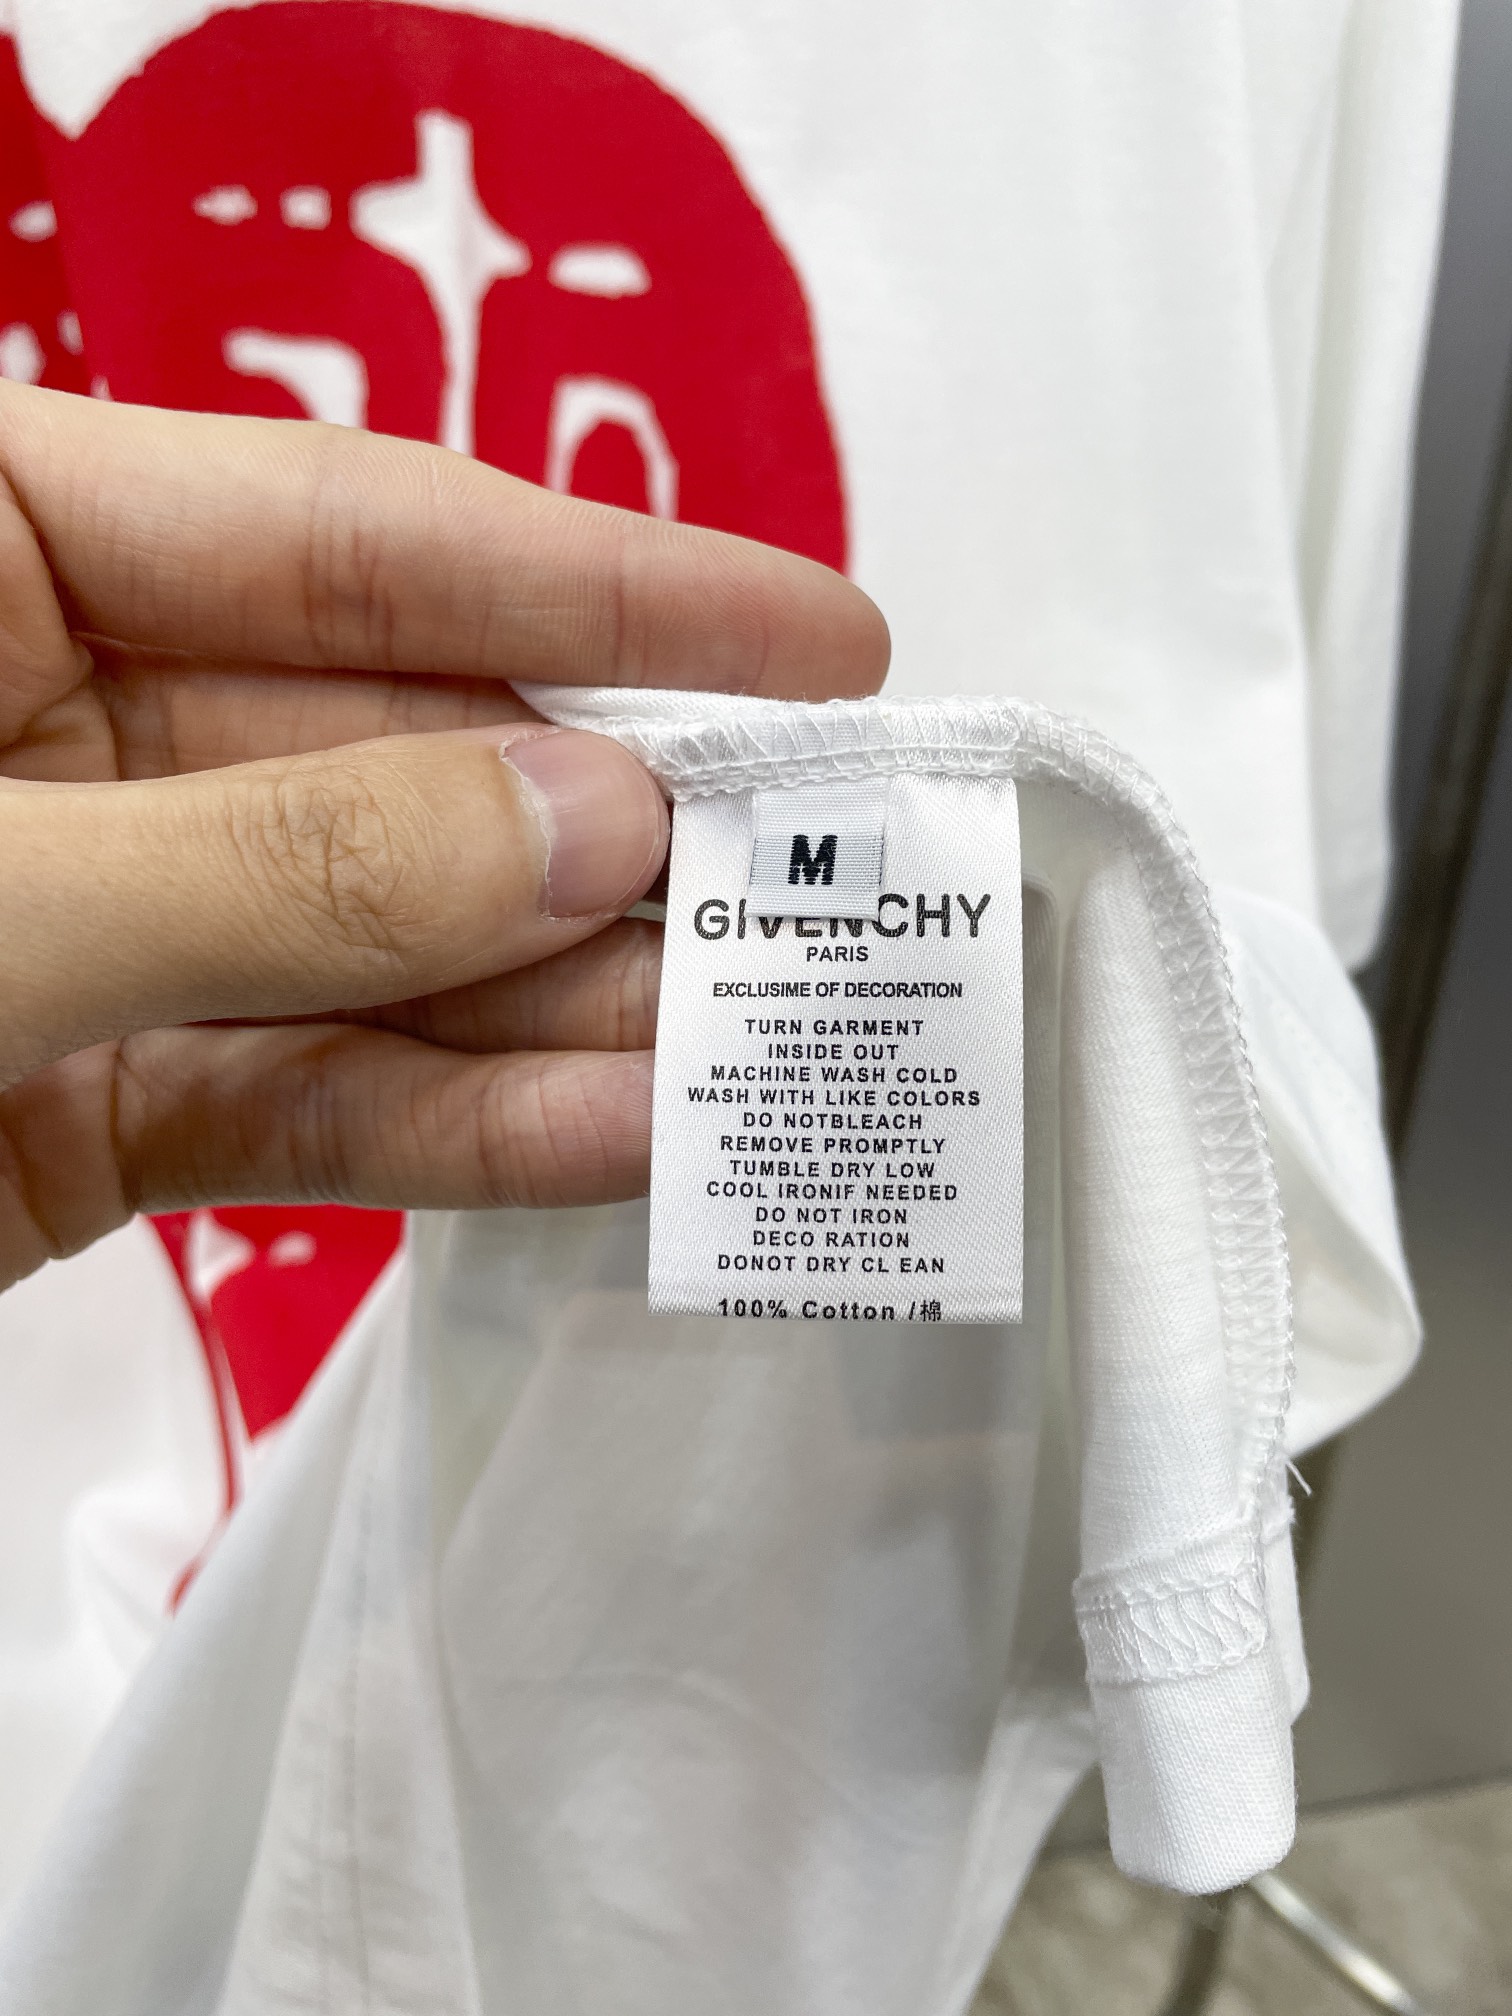 M
GIVENCHY
PARIS
EXCLUSIME OF DECORATION
TURN GARMENT
INSIDE OUT
MACHINE WASH COLD
WASH WITH LIKE COLORS
DO NOTBLEACH
REMOVE PROMPTLY
TUMBLE DRY LOW
COOL IRONIF NEEDED
DO NOT IRON
DECO RATION
DONOT DRY CL EAN
100% Cotton /棉